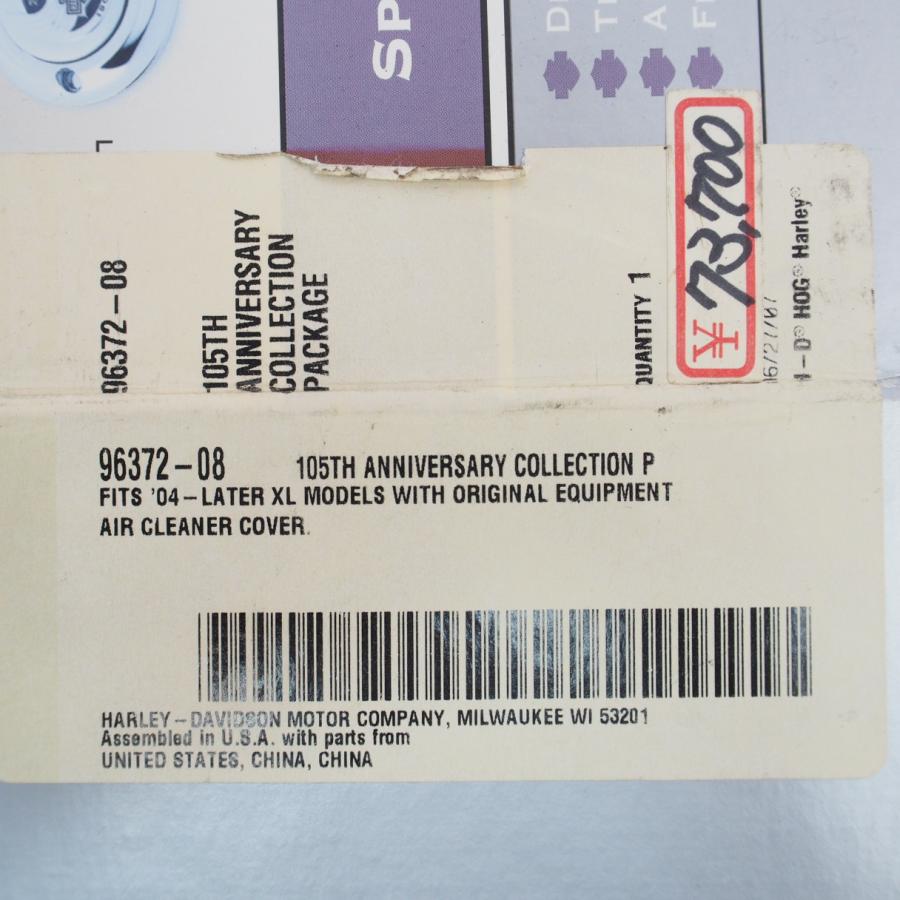 SP
D
T
A
F
¥ 73,700
96372-08
105TH
ANNIVERSARY
COLLECTION
PACKAGE
QUANTITY 1
H-D® HOG® Harley®
96372-08 105TH ANNIVERSARY COLLECTION P
FITS '04-LATER XL MODELS WITH ORIGINAL EQUIPMENT
AIR CLEANER COVER.
HARLEY-DAVIDSON MOTOR COMPANY, MILWAUKEE WI 53201
Assembled in U.S.A. with parts from
UNITED STATES, CHINA, CHINA